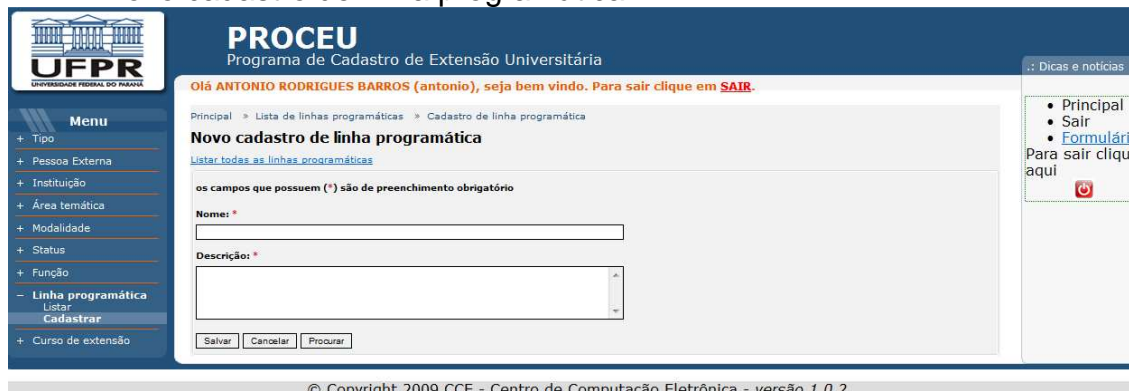 UFPR
UNIVERSIDADE FEDERAL DO PARANÁ
PROCEU
Programa de Cadastro de Extensão Universitária
Olá ANTONIO RODRIGUES BARROS (antonio), seja bem vindo. Para sair clique em SAIR.
Menu
+ Tipo
+ Pessoa Externa
+ Instituição
+ Área temática
+ Modalidade
+ Status
+ Função
– Linha programática
Listar
Cadastrar
+ Curso de extensão
Principal » Lista de linhas programáticas » Cadastro de linha programática
Novo cadastro de linha programática
Listar todas as linhas programáticas
os campos que possuem (*) são de preenchimento obrigatório
Nome: *
Descrição: *
Salvar Cancelar Procurar
.: Dicas e notícias
• Principal
• Sair
• Formulári
Para sair cliqu
aqui
© Copyright 2009 CCE - Centro de Computação Eletrônica - versão 1.0.2